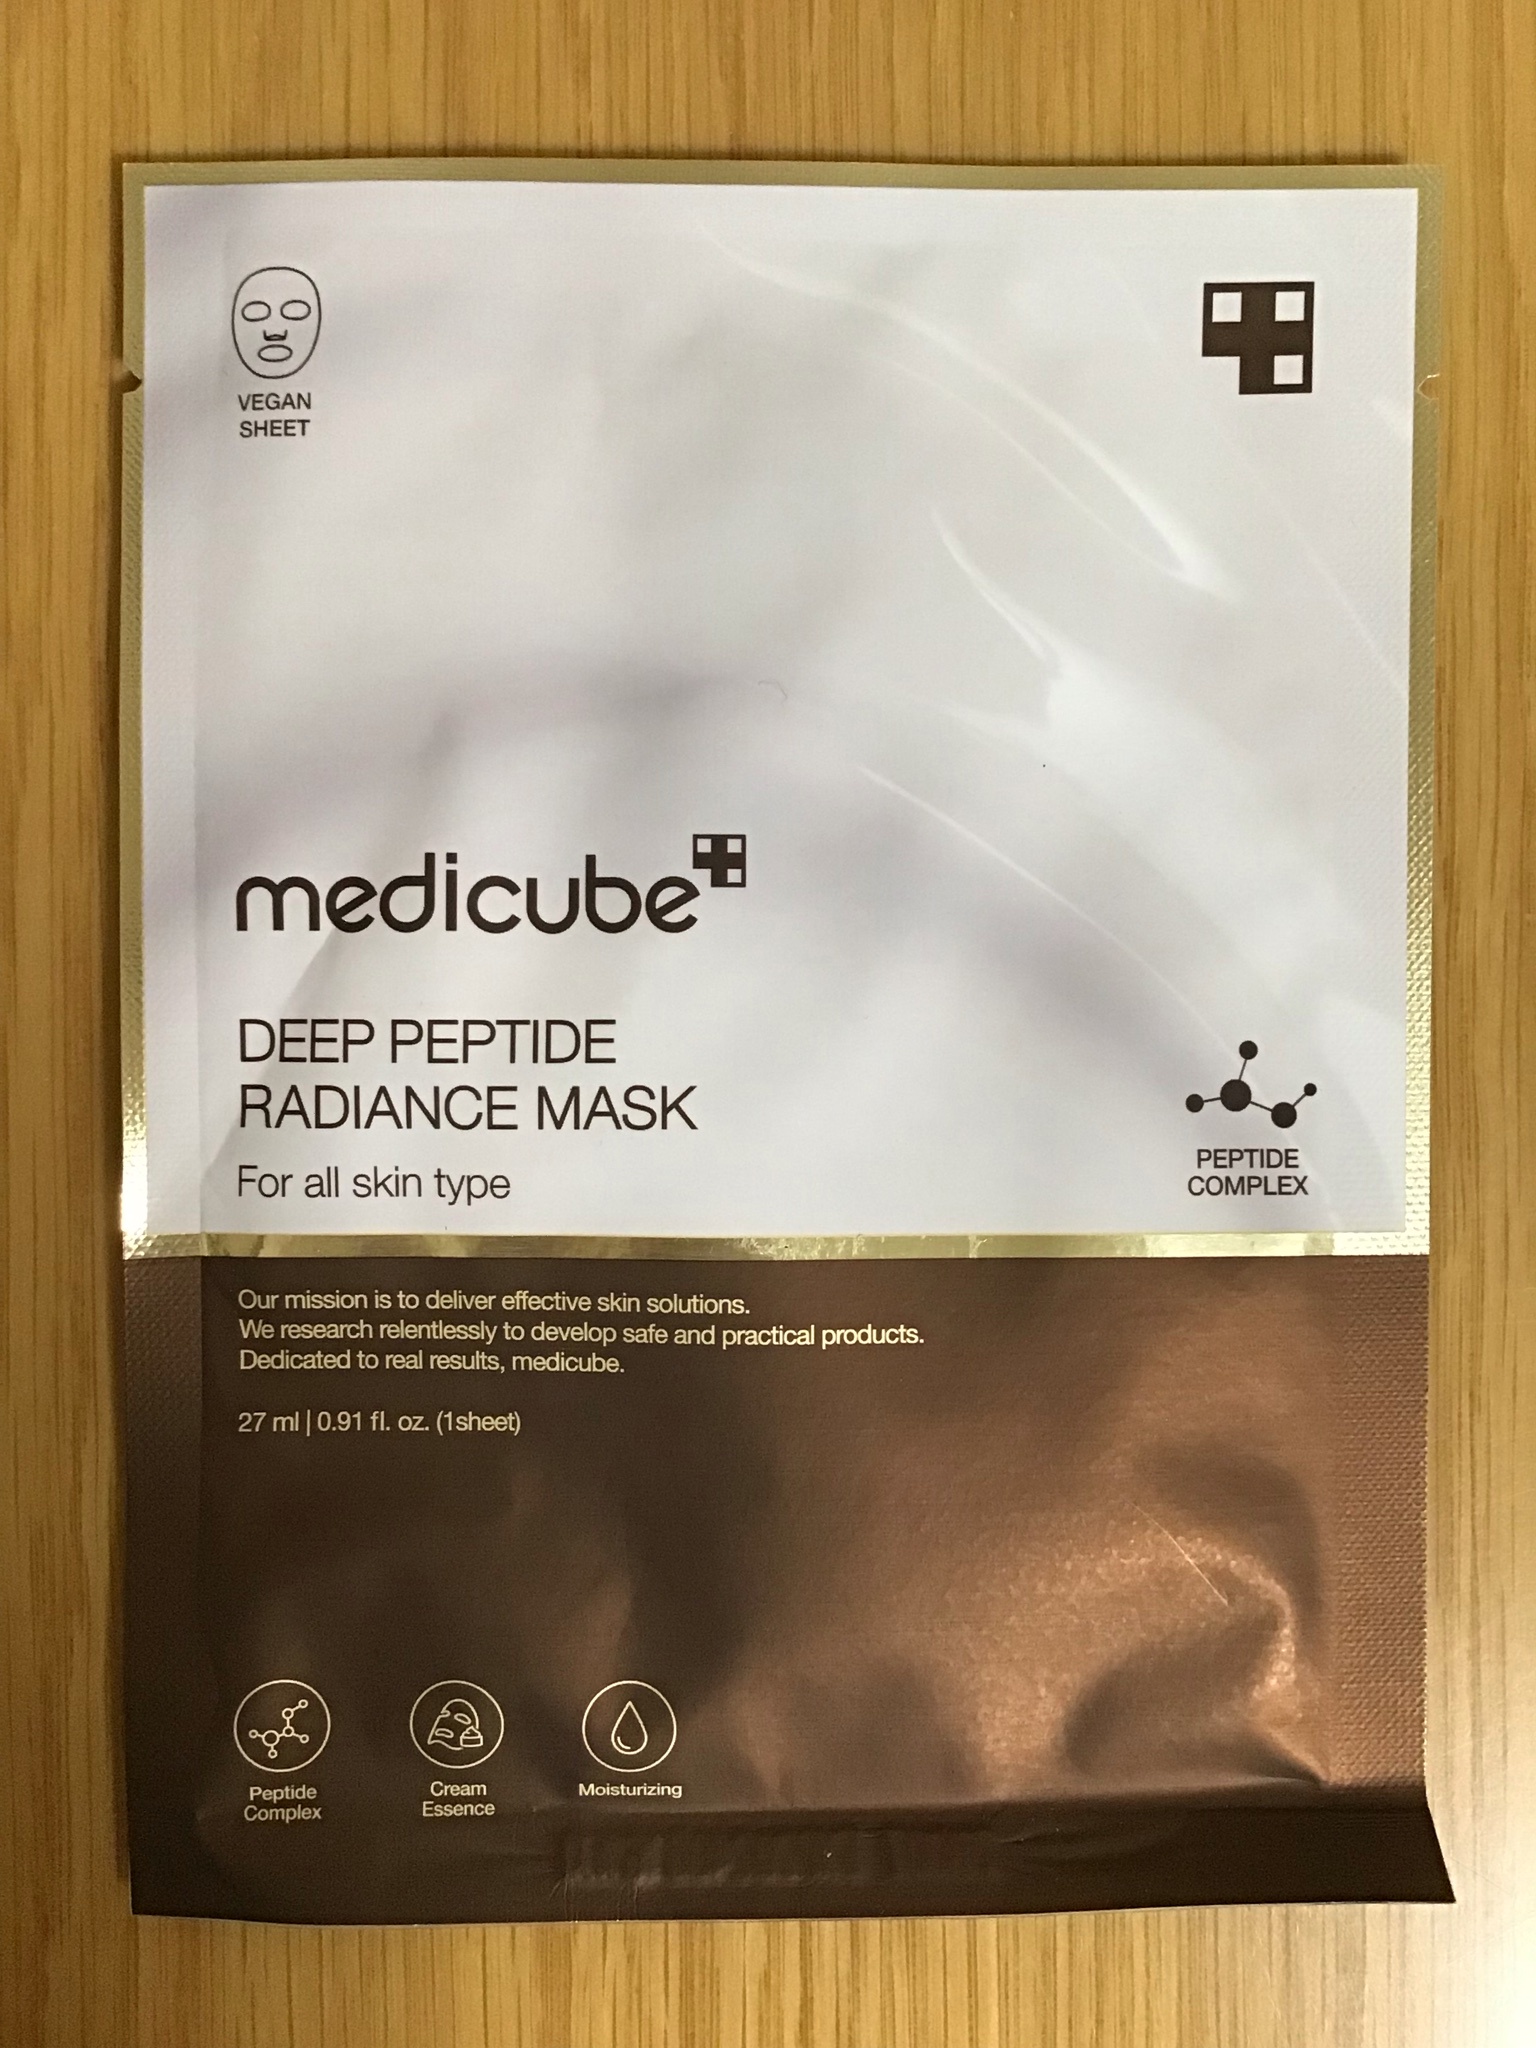 VEGAN
SHEET
medicube
DEEP PEPTIDE
RADIANCE MASK
For all skin type
PEPTIDE
COMPLEX
Our mission is to deliver effective skin solutions.
We research relentlessly to develop safe and practical products.
Dedicated to real results, medicube.
27 ml | 0.91 fl. oz. (1sheet)
Peptide
Complex
Cream
Essence
Moisturizing